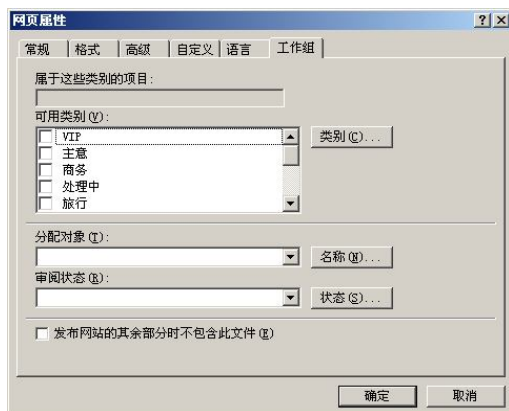 网页属性
常规 格式 高级 自定义 语言 工作组
属于这些类别的项目:
可用类别(V):
VIP
主意
商务
处理中
旅行
类别(C)...
分配对象(T):
名称(N)...
审阅状态(R):
状态(S)...
发布网站的其余部分时不包含此文件(E)
确定 取消